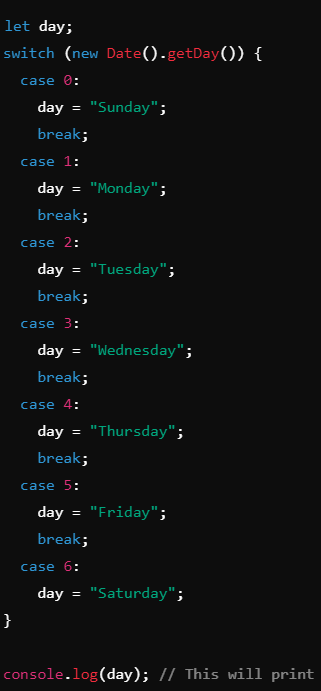 let day;
switch (new Date().getDay()) {
  case 0:
    day = "Sunday";
    break;
  case 1:
    day = "Monday";
    break;
  case 2:
    day = "Tuesday";
    break;
  case 3:
    day = "Wednesday";
    break;
  case 4:
    day = "Thursday";
    break;
  case 5:
    day = "Friday";
    break;
  case 6:
    day = "Saturday";
}

console.log(day); // This will print